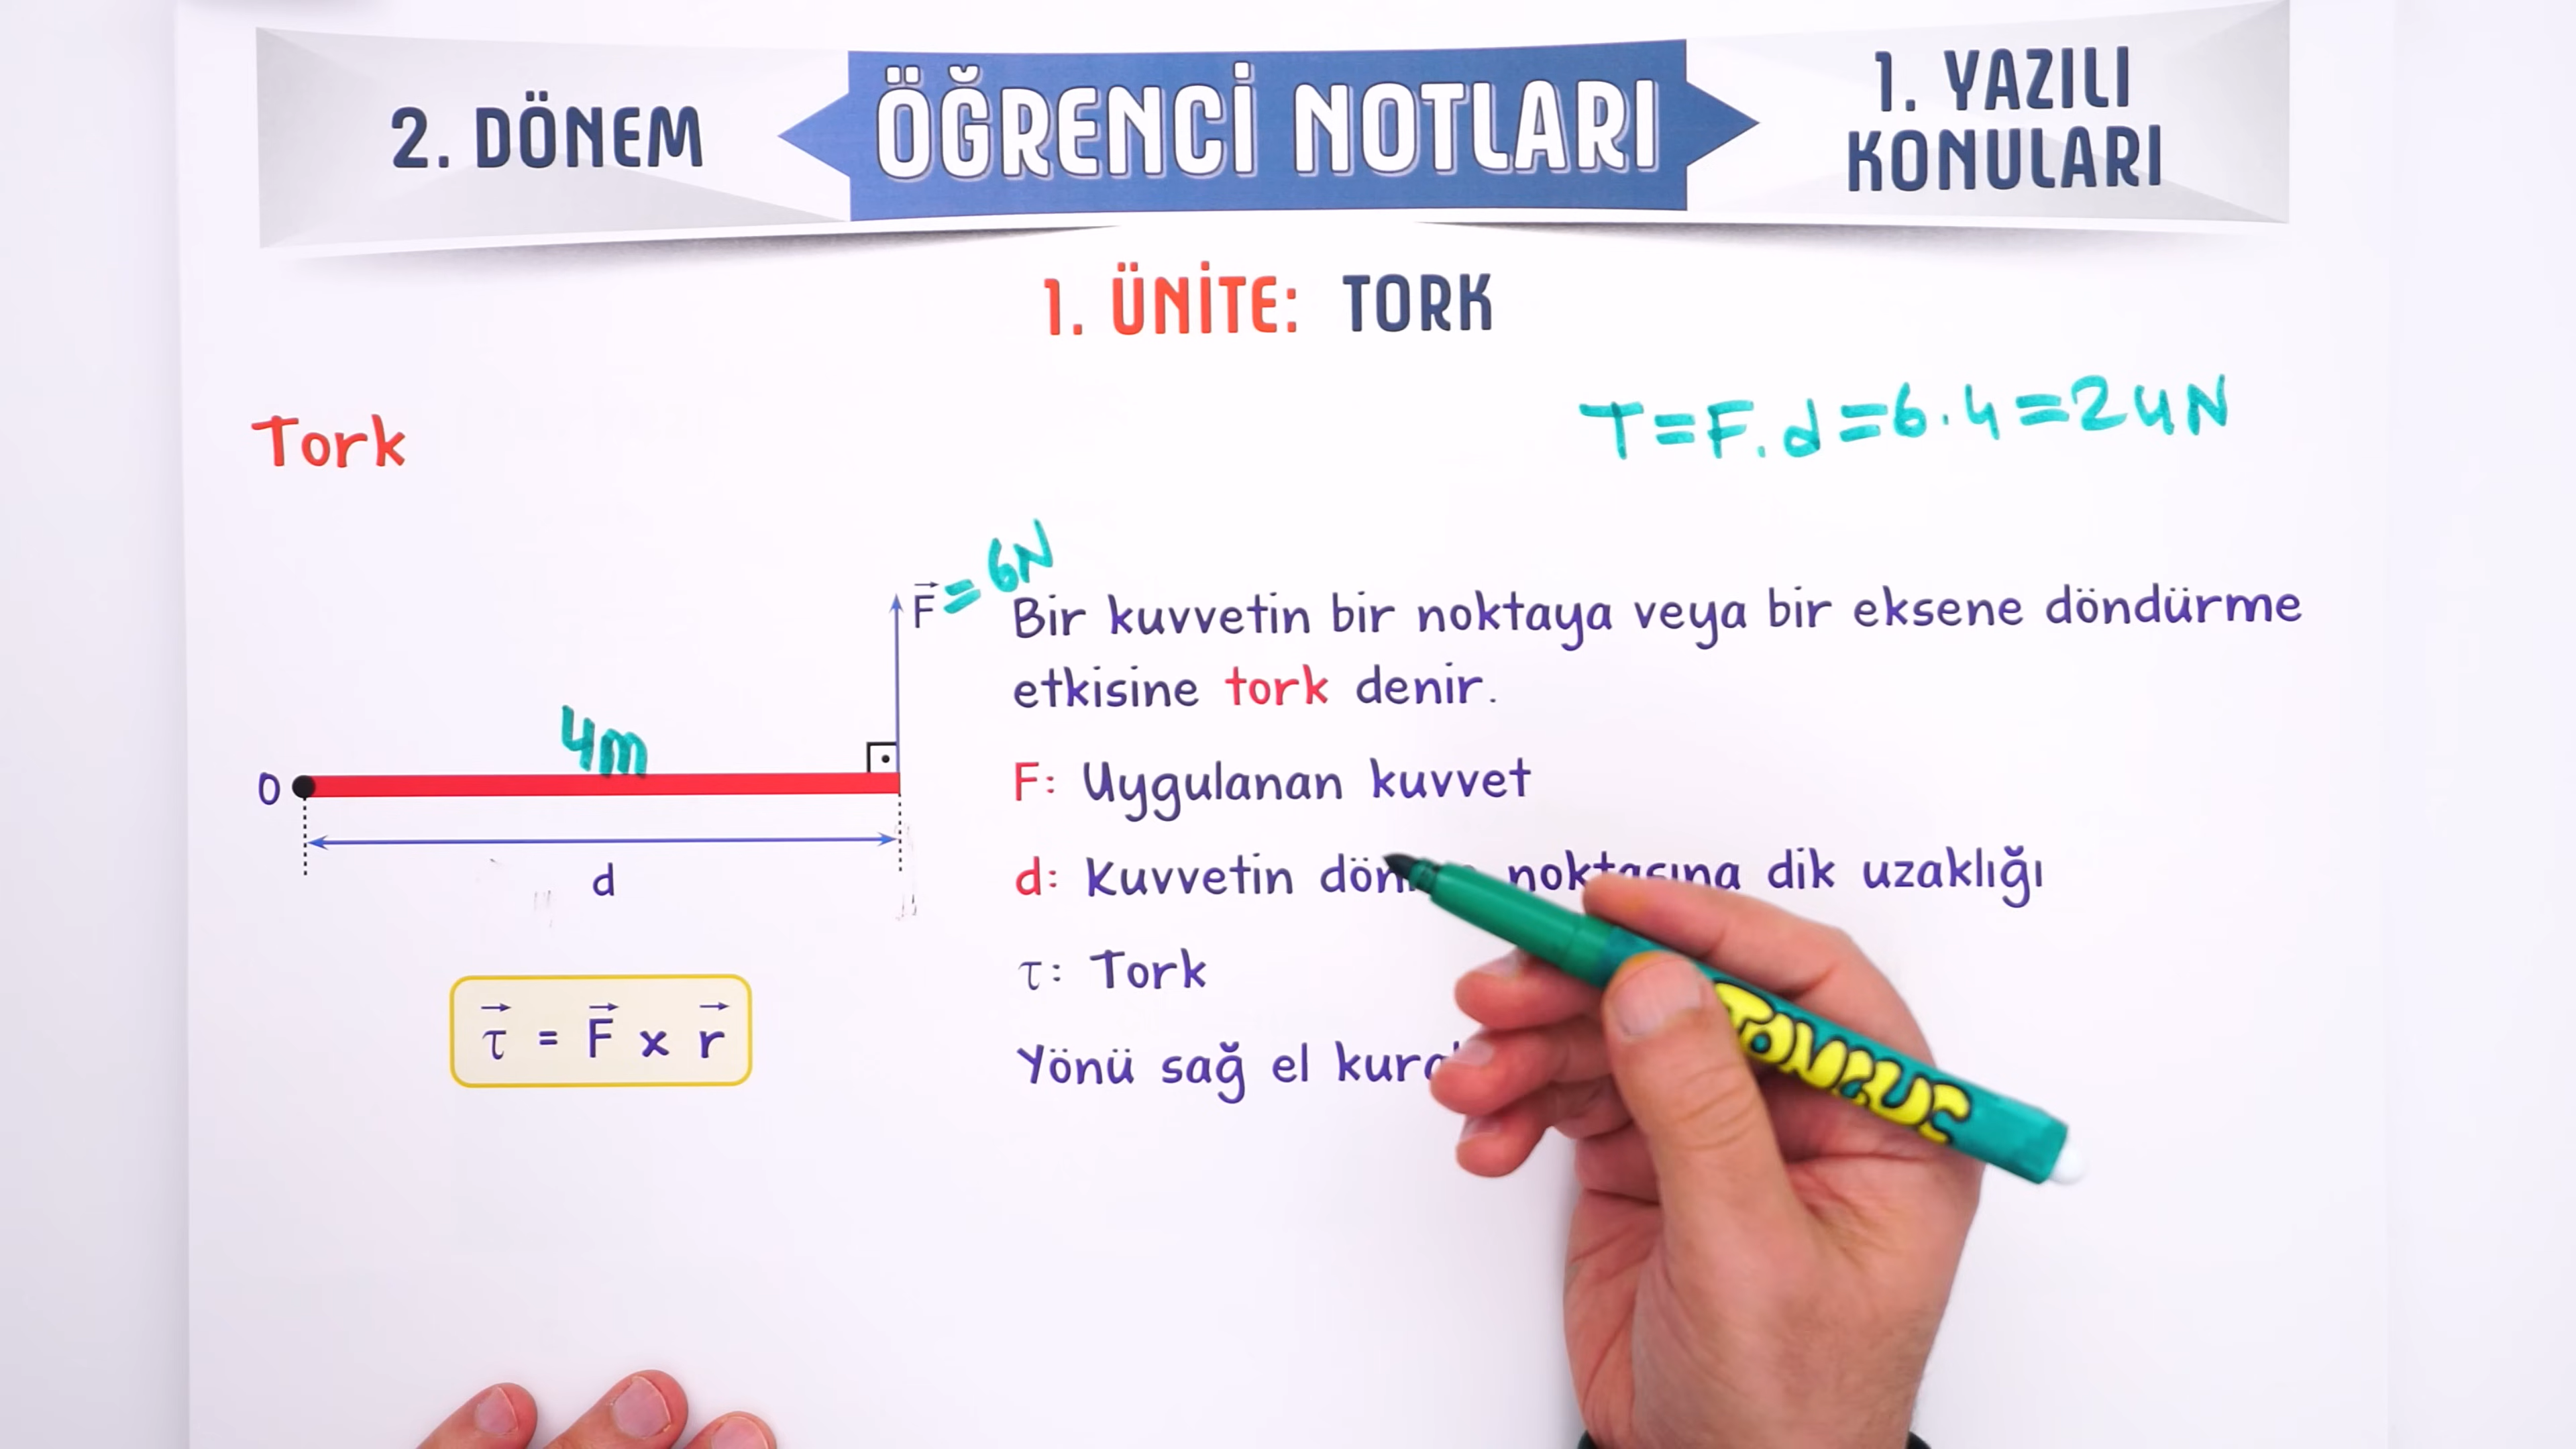 2. DÖNEM
ÖĞRENCİ NOTLARI
1. YAZILI
KONULARI
1. ÜNİTE: TORK
T=F.d=6.4=24N
Tork
F=6N
Bir kuvvetin bir noktaya veya bir eksene döndürme
etkisine tork denir.
4m
0
F: Uygulanan kuvvet
d
d: Kuvvetin noktasına dik uzaklığı
τ: Tork
τ = F x r
Yönü sağ el
TONGUÇ